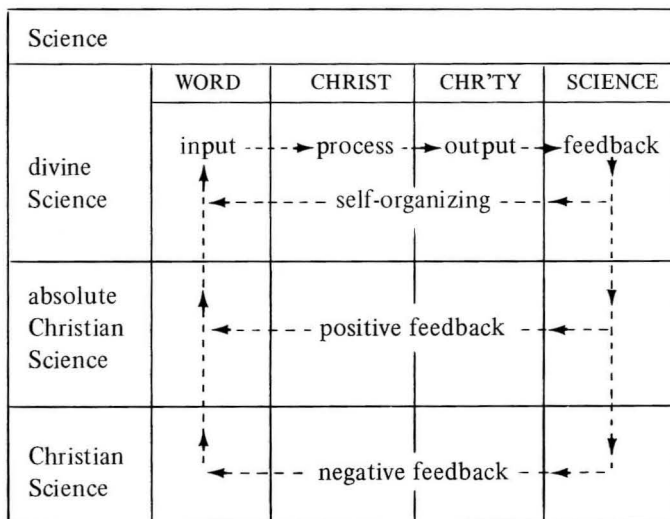 Science
WORD CHRIST CHR'TY SCIENCE
input process output feedback
divine
Science
self-organizing
absolute
Christian
Science
positive feedback
Christian
Science
negative feedback